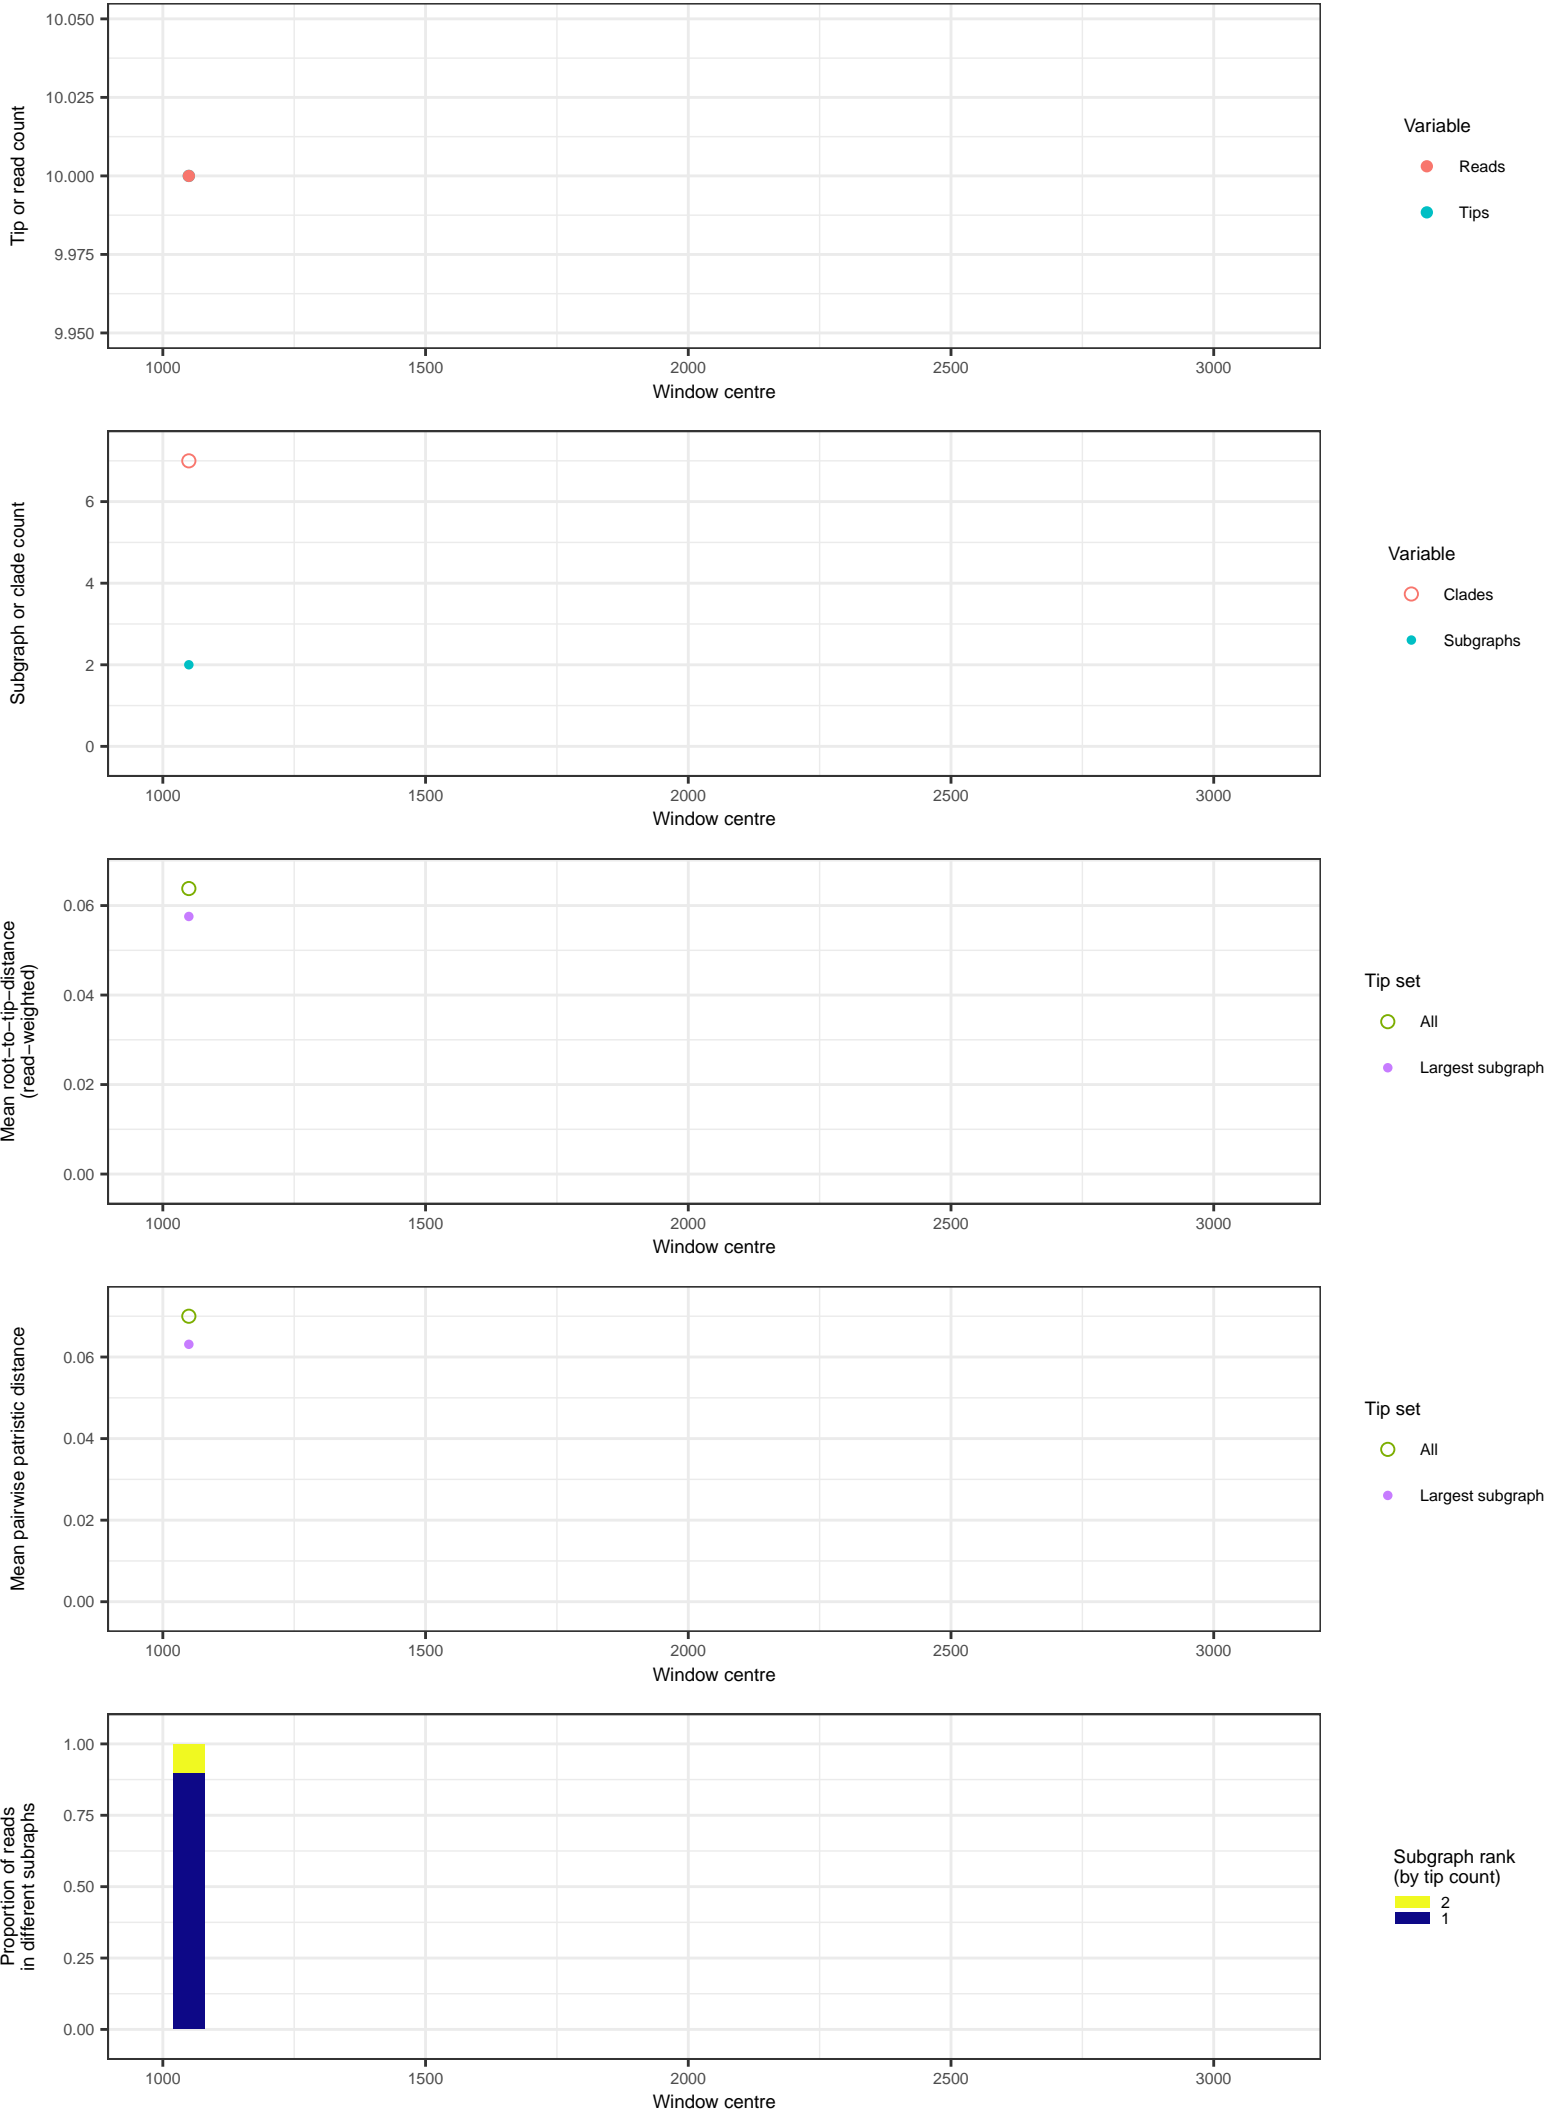 10.050
10.025
10.000
9.975
9.950
Tip or read count
1000 1500 2000 2500 3000
Window centre
Variable
Reads
Tips
6
4
2
0
Subgraph or clade count
1000 1500 2000 2500 3000
Window centre
Variable
Clades
Subgraphs
0.06
0.04
0.02
0.00
Mean root−to−tip−distance
(read−weighted)
1000 1500 2000 2500 3000
Window centre
Tip set
All
Largest subgraph
0.06
0.04
0.02
0.00
Mean pairwise patristic distance
1000 1500 2000 2500 3000
Window centre
Tip set
All
Largest subgraph
1.00
0.75
0.50
0.25
0.00
Proportion of reads
in different subraphs
1000 1500 2000 2500 3000
Window centre
Subgraph rank
(by tip count)
2
1